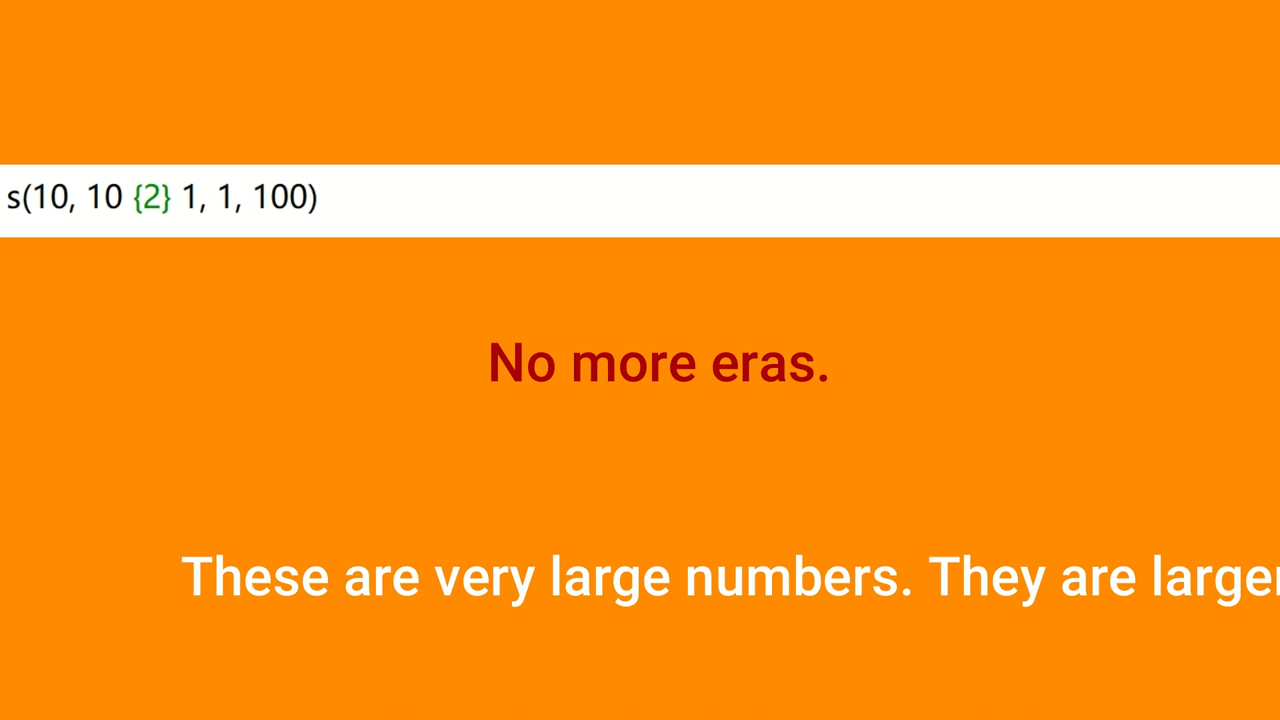 s(10, 10 {2} 1, 1, 100)
No more eras.
These are very large numbers. They are larger